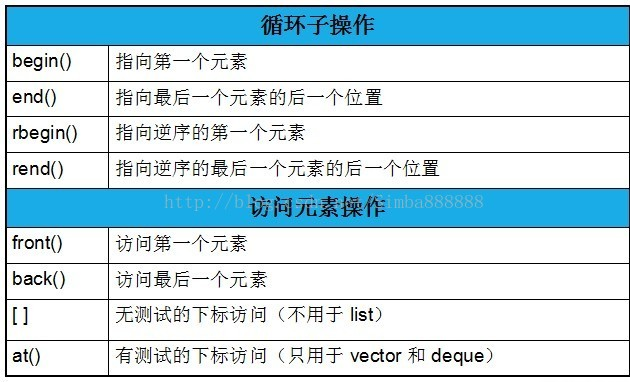 循环子操作
begin() 指向第一个元素
end() 指向最后一个元素的后一个位置
rbegin() 指向逆序的第一个元素
rend() 指向逆序的最后一个元素的后一个位置
访问元素操作
front() 访问第一个元素
back() 访问最后一个元素
[ ] 无测试的下标访问（不用于 list）
at() 有测试的下标访问（只用于 vector 和 deque）